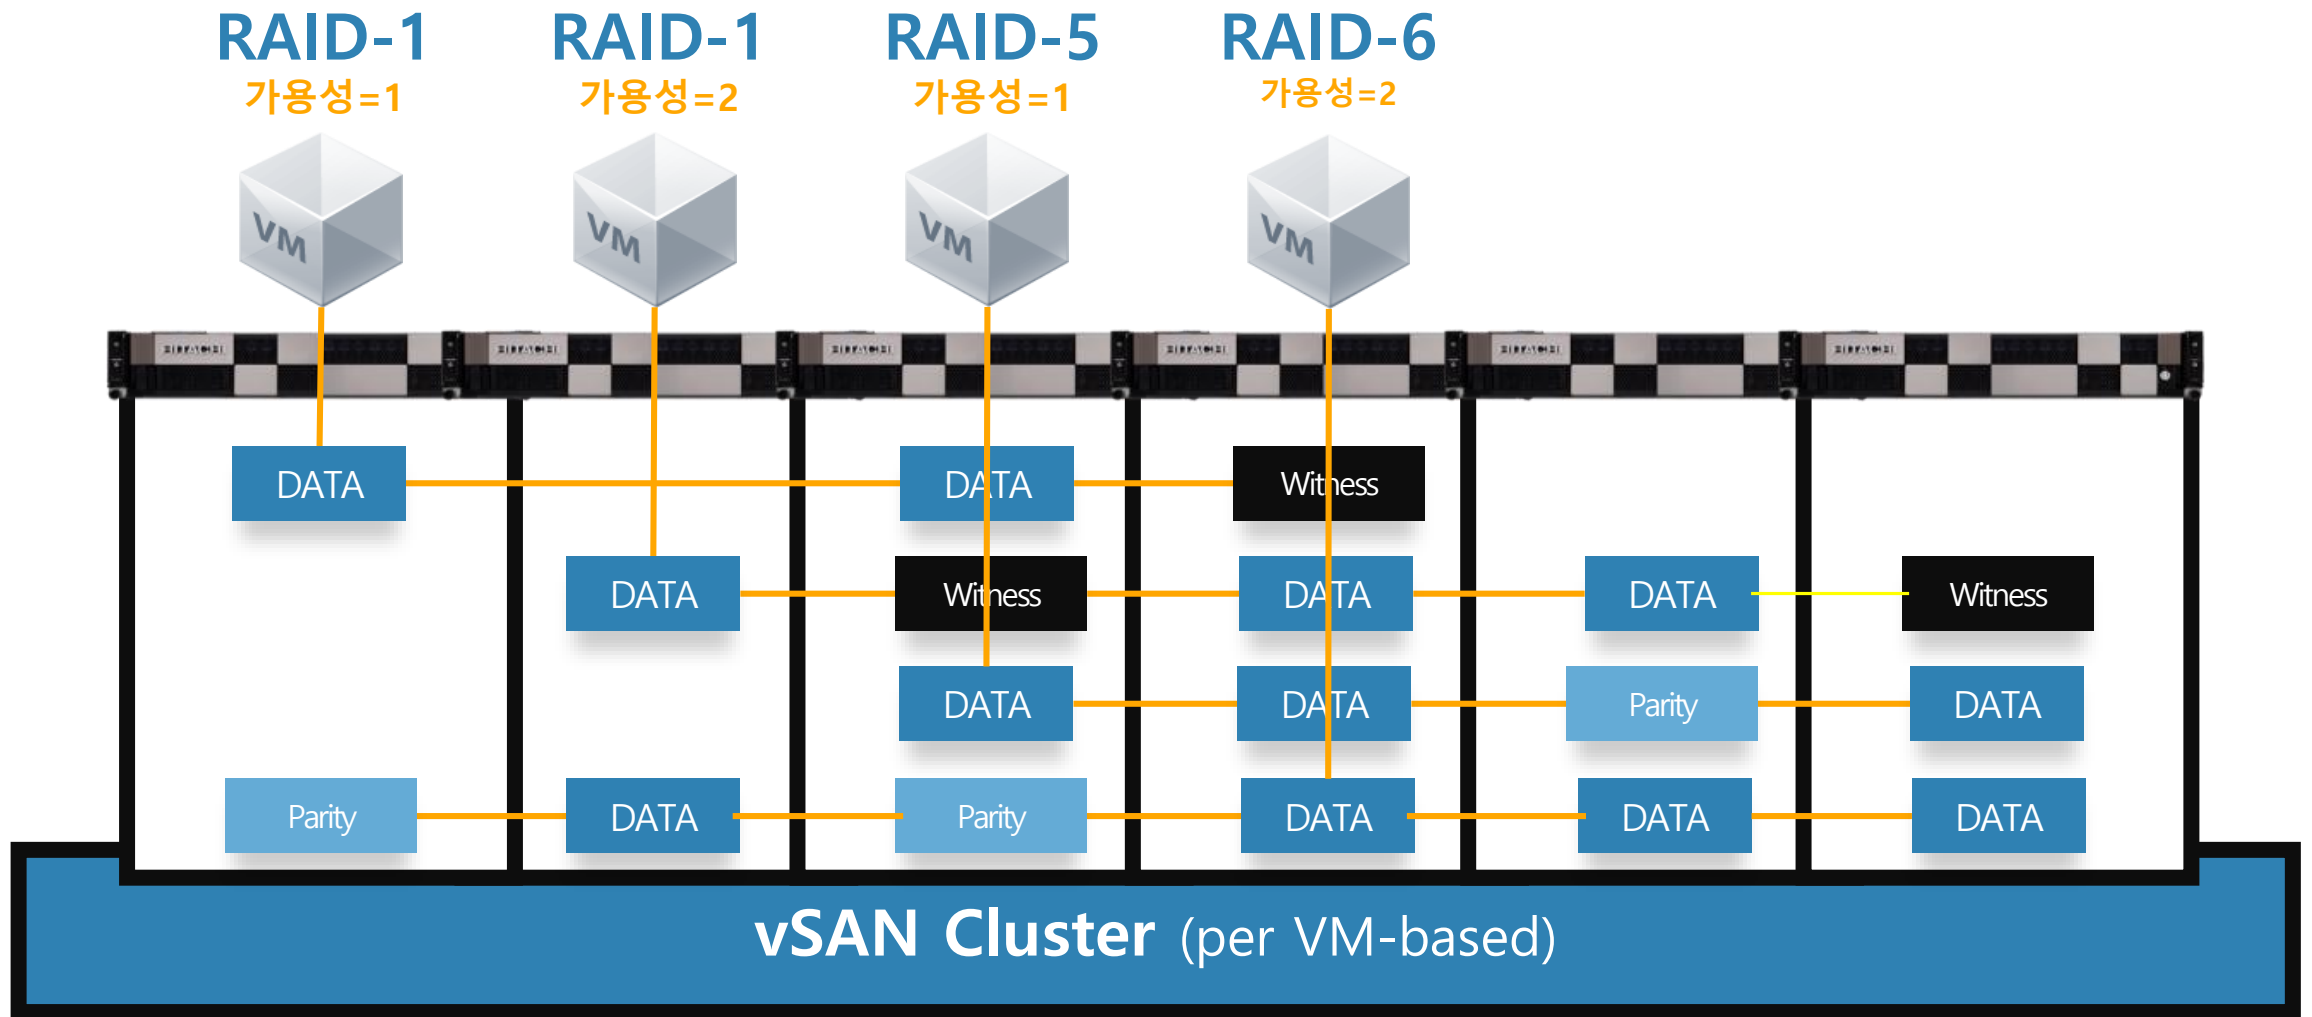 RAID-1 RAID-1 RAID-5 RAID-6
가용성=1 가용성=2 가용성=1 가용성=2
VM VM VM VM
DATA DATA Witness
DATA Witness DATA DATA Witness
DATA DATA Parity DATA
Parity DATA Parity DATA DATA DATA
vSAN Cluster (per VM-based)